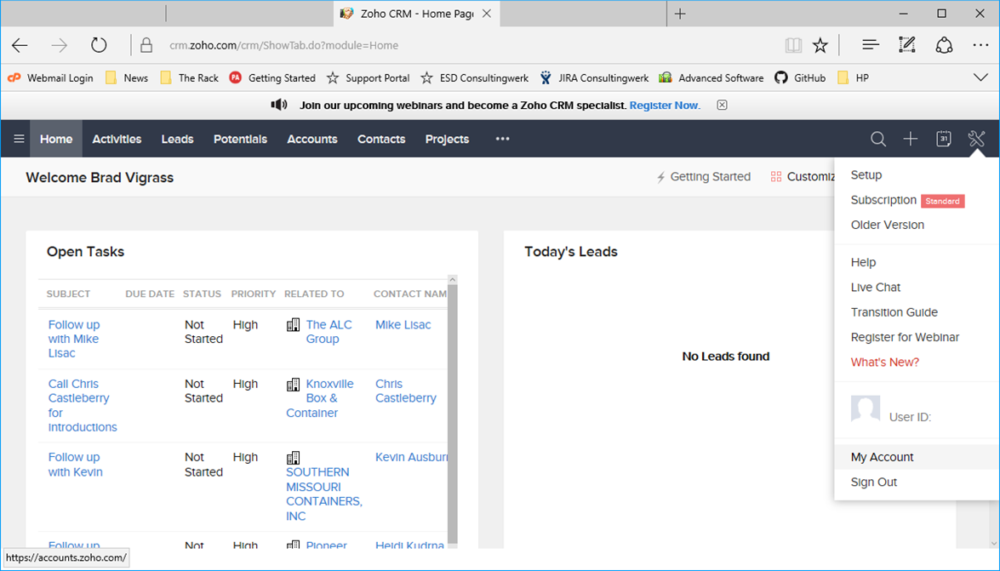 Zoho CRM - Home Page
crm.zoho.com/crm/ShowTab.do?module=Home
Webmail Login News The Rack PA Getting Started Support Portal ESD Consultingwerk JIRA Consultingwerk Advanced Software GitHub HP
Join our upcoming webinars and become a Zoho CRM specialist. Register Now.
Home Activities Leads Potentials Accounts Contacts Projects ••• 31
Welcome Brad Vigrass Getting Started Customiz
Setup
Subscription Standard
Older Version
Help
Live Chat
Transition Guide
Register for Webinar
What's New?
User ID:
My Account
Sign Out
Open Tasks
SUBJECT DUE DATE STATUS PRIORITY RELATED TO CONTACT NAM
Follow up Not High The ALC Mike Lisac
with Mike Started Group
Lisac
Call Chris Not High Knoxville Chris
Castleberry Started Box & Castleberry
for Container
introductions
Follow up Not High Kevin Ausburn
with Kevin Started SOUTHERN
MISSOURI
CONTAINERS,
INC
Follow up Not High Pioneer Heidi Kudrna
Today's Leads
No Leads found
https://accounts.zoho.com/